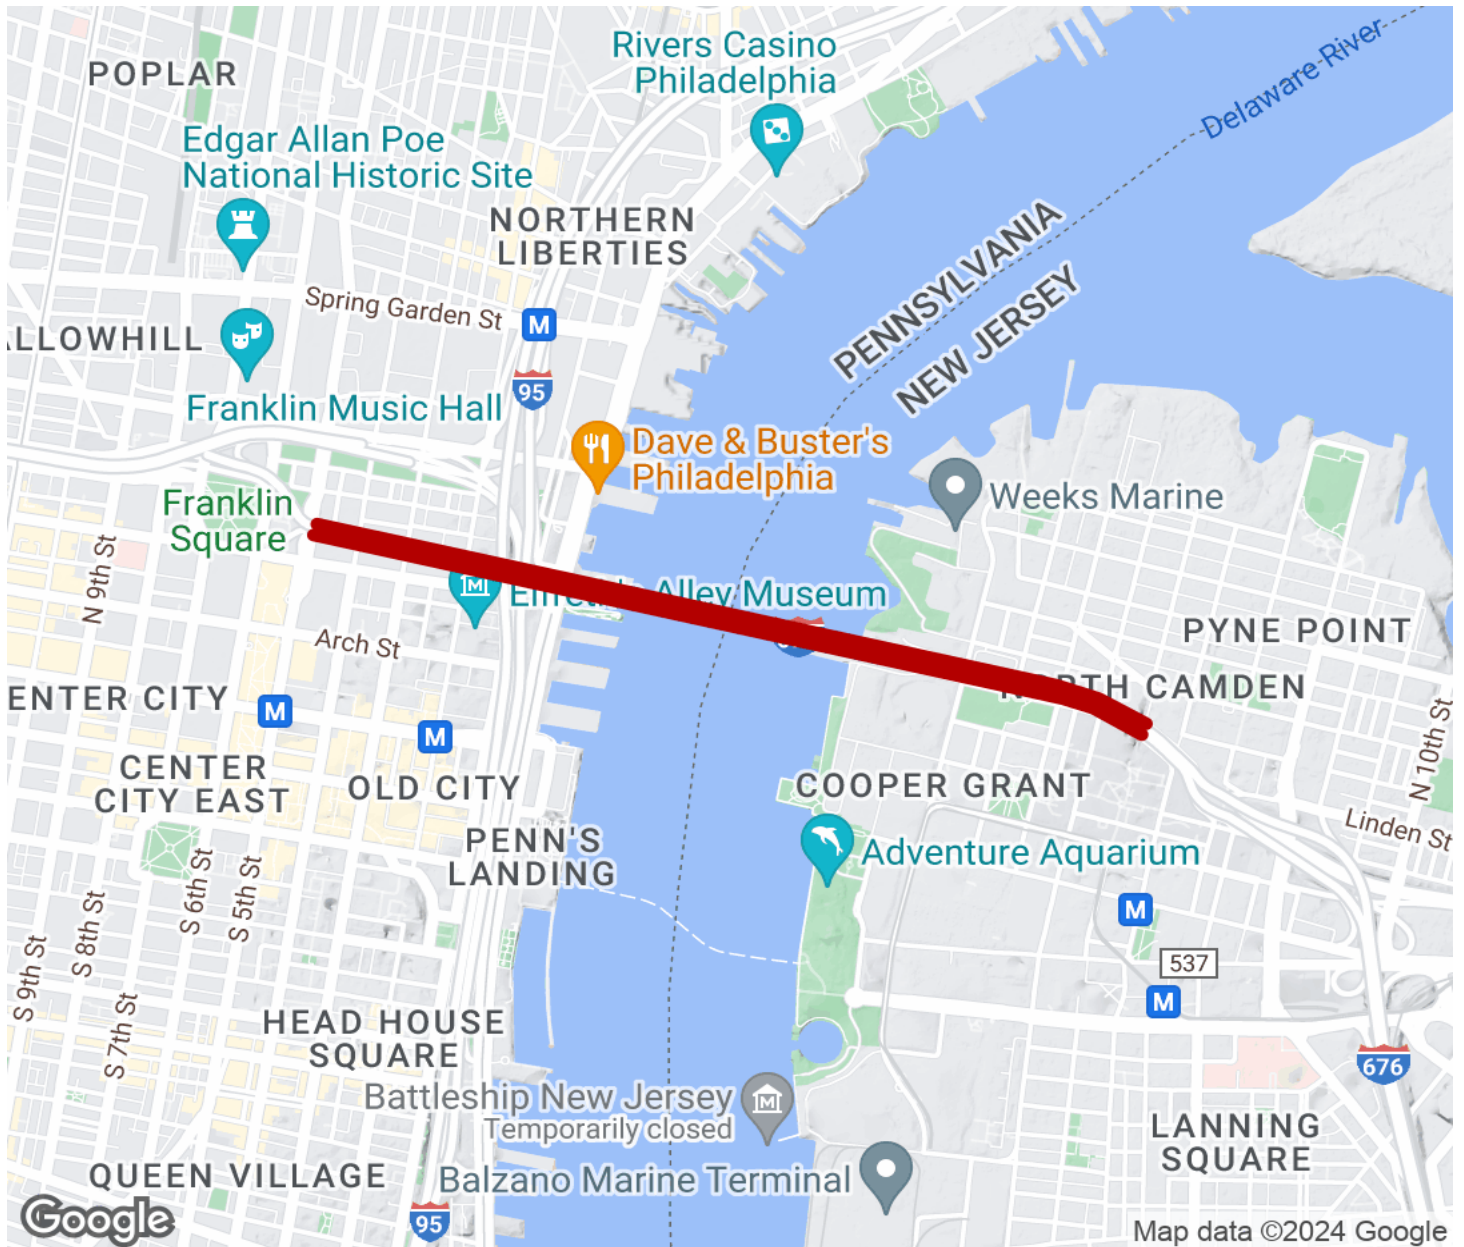 Rivers Casino
Philadelphia
POPLAR
Delaware River
Edgar Allan Poe
National Historic Site
NORTHERN
LIBERTIES
PENNSYLVANIA
NEW JERSEY
Spring Garden St
M
ALLOWHILL
95
Franklin Music Hall
Dave & Buster's
Philadelphia
Weeks Marine
Franklin
Square
N 9th St
Alley Museum
Arch St
PYNE POINT
NORTH CAMDEN
ENTER CITY
M
M
N 10th St
CENTER
CITY EAST
OLD CITY
COOPER GRANT
Linden St
PENN'S
LANDING
Adventure Aquarium
S 6th St
S 5th St
S 8th St
S 9th St
M
537
M
S 7th St
HEAD HOUSE
SQUARE
676
Battleship New Jersey
Temporarily closed
LANNING
SQUARE
QUEEN VILLAGE
Balzano Marine Terminal
95
Google
Map data ©2024 Google